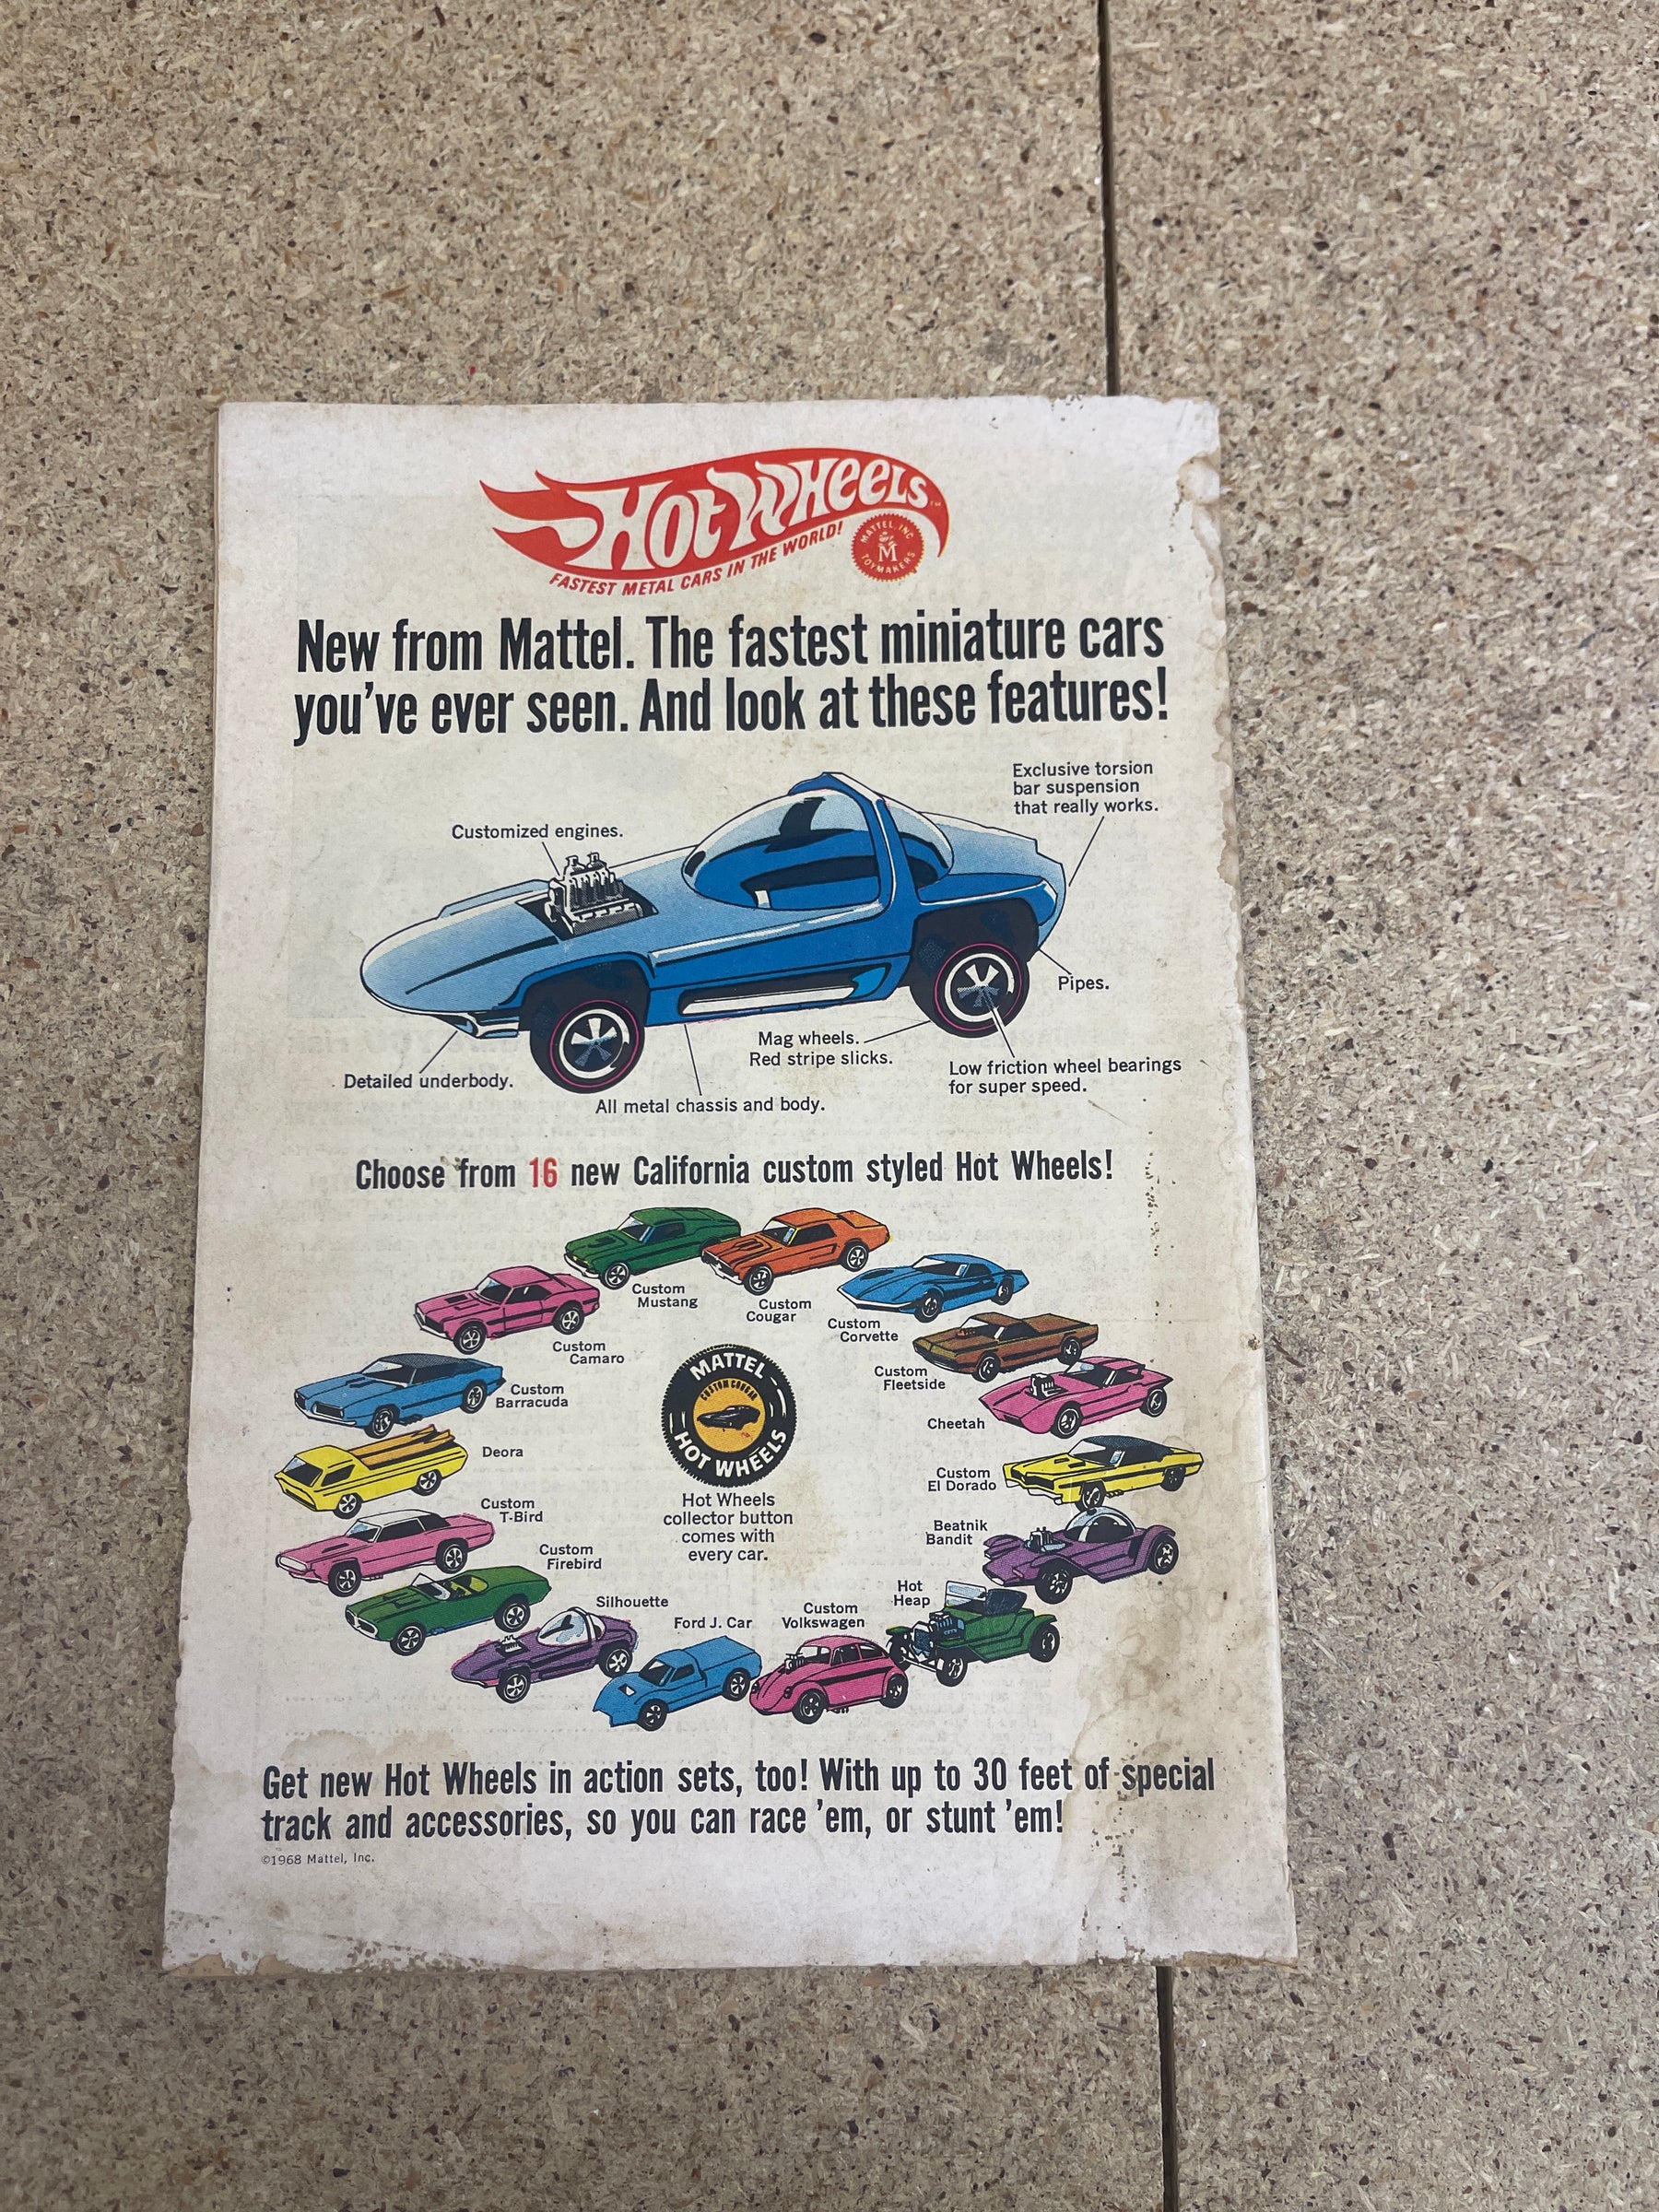 HOT WHEELS™
FASTEST METAL CARS IN THE WORLD!
MATTEL, INC.
M
TOYMAKERS
New from Mattel. The fastest miniature cars
you've ever seen. And look at these features!
Exclusive torsion
bar suspension
that really works.
Customized engines.
Pipes.
Mag wheels.
Red stripe slicks.
Low friction wheel bearings
for super speed.
Detailed underbody.
All metal chassis and body.
Choose from 16 new California custom styled Hot Wheels!
Custom
Mustang
Custom
Cougar
Custom
Corvette
Custom
Camaro
Custom
Fleetside
Custom
Barracuda
Cheetah
Deora
Custom
El Dorado
Custom
T-Bird
Beatnik
Bandit
Custom
Firebird
Hot
Heap
Silhouette
Ford J. Car
Custom
Volkswagen
MATTEL
CUSTOM COUGAR
HOT WHEELS
Hot Wheels
collector button
comes with
every car.
Get new Hot Wheels in action sets, too! With up to 30 feet of special
track and accessories, so you can race 'em, or stunt 'em!
©1968 Mattel, Inc.